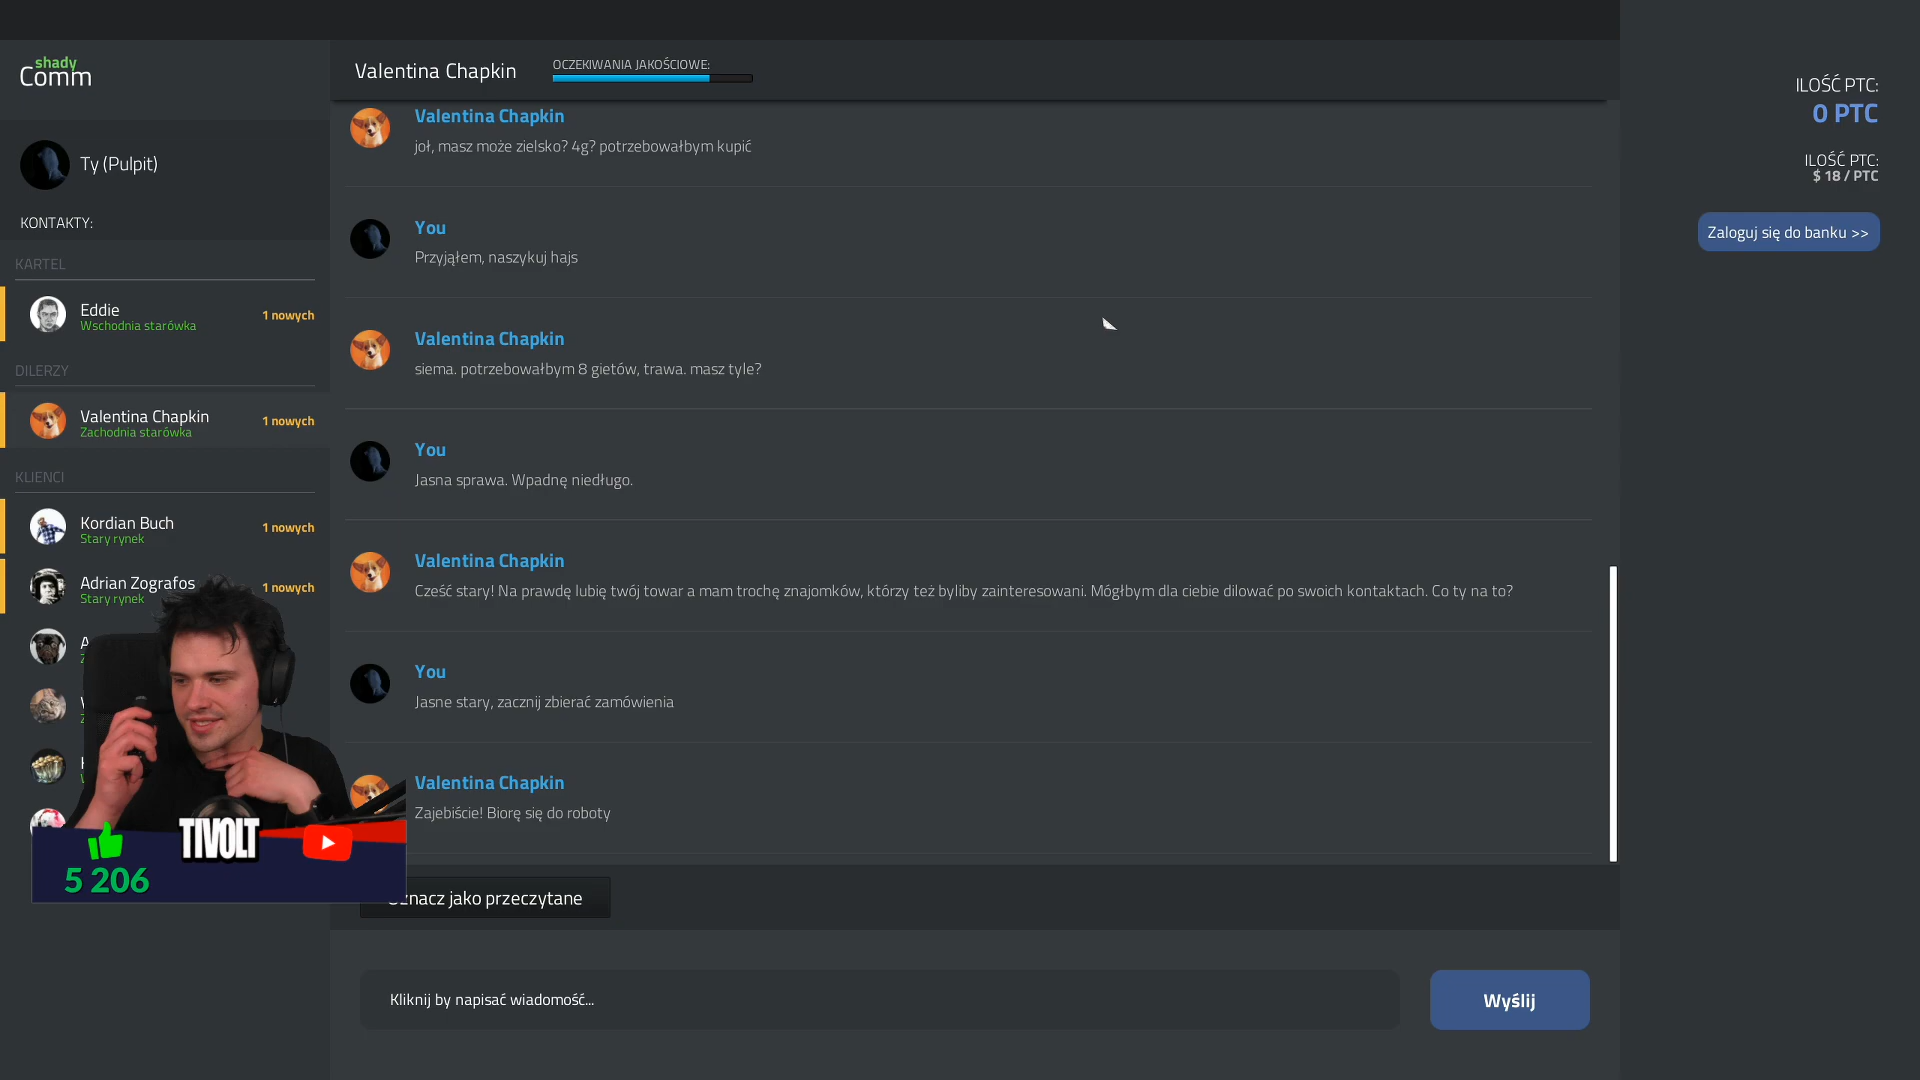 shady
Comm
Ty (Pulpit)
KONTAKTY:
KARTEL
Eddie
Wschodnia starówka
1 nowych
DILERZY
Valentina Chapkin
Zachodnia starówka
1 nowych
KLIENCI
Kordian Buch
Stary rynek
1 nowych
Adrian Zografos
Stary rynek
1 nowych
TIVOLT
5 206
Valentina Chapkin
OCZEKIWANIA JAKOŚCIOWE:
Valentina Chapkin
joł, masz może zielsko? 4g? potrzebowałbym kupić
You
Przyjąłem, naszykuj hajs
Valentina Chapkin
siema. potrzebowałbym 8 gietów, trawa. masz tyle?
You
Jasna sprawa. Wpadnę niedługo.
Valentina Chapkin
Cześć stary! Na prawdę lubię twój towar a mam trochę znajomków, którzy też byliby zainteresowani. Mógłbym dla ciebie dilować po swoich kontaktach. Co ty na to?
You
Jasne stary, zacznij zbierać zamówienia
Valentina Chapkin
Zajebiście! Biorę się do roboty
Oznacz jako przeczytane
Kliknij by napisać wiadomość...
Wyślij
ILOŚĆ PTC:
0 PTC
ILOŚĆ PTC:
$ 18 / PTC
Zaloguj się do banku >>